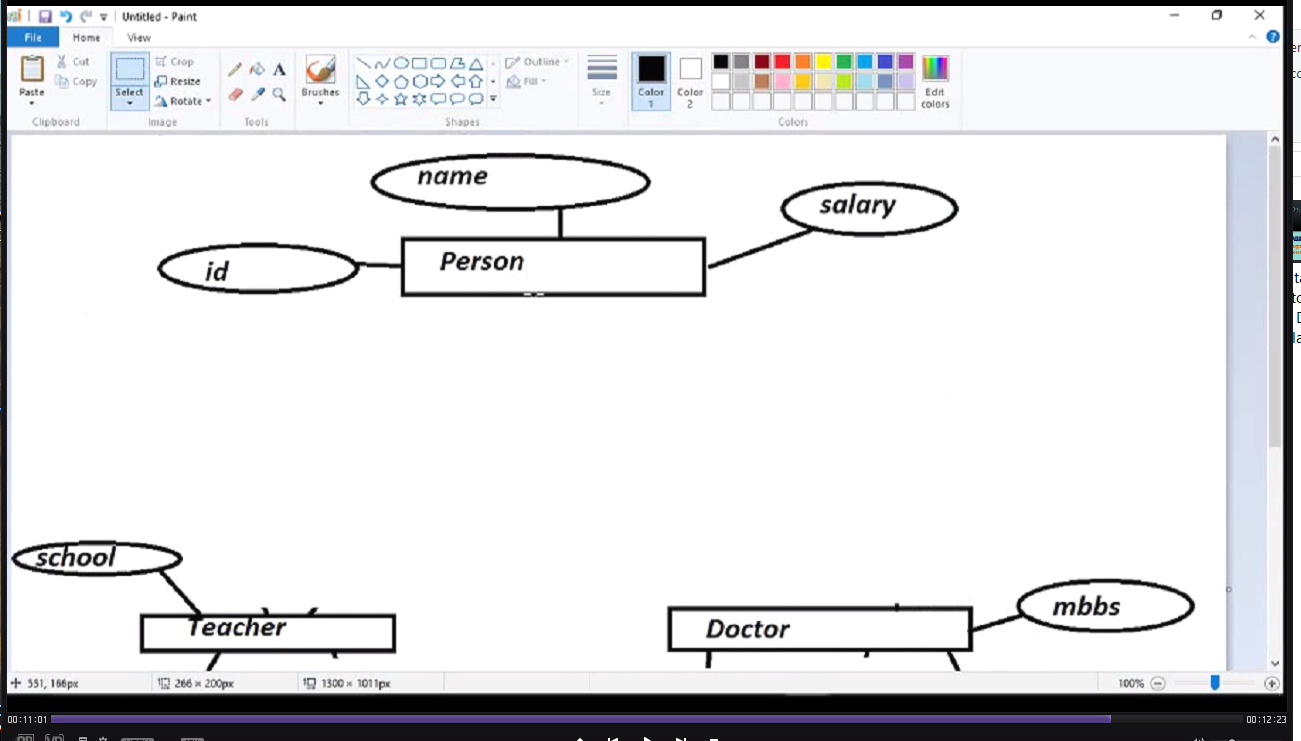 Untitled - Paint
File Home View
Cut
Copy
Paste
Clipboard
Select
Crop
Resize
Rotate
Image
Tools
Brushes
Shapes
Outline
Fill
Size
Color 1
Color 2
Edit colors
Colors
name
salary
id
Person
school
Teacher
Doctor
mbbs
551, 166px
266 × 200px
1300 × 1011px
100%
00:11:01
00:12:23